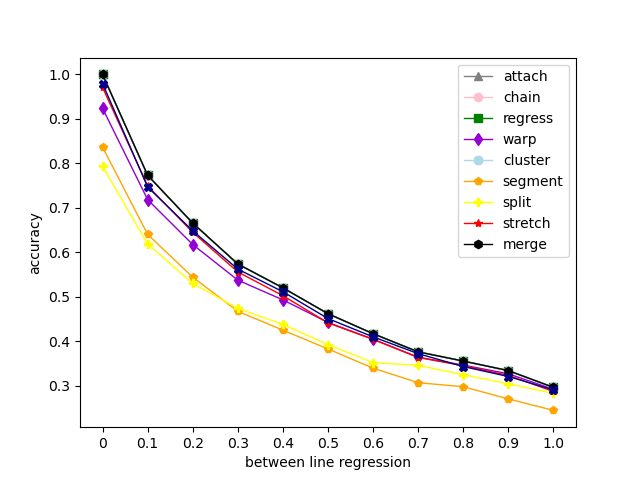 1.0
0.9
0.8
0.7
0.6
0.5
0.4
0.3
accuracy
0 0.1 0.2 0.3 0.4 0.5 0.6 0.7 0.8 0.9 1.0
between line regression
attach
chain
regress
warp
cluster
segment
split
stretch
merge